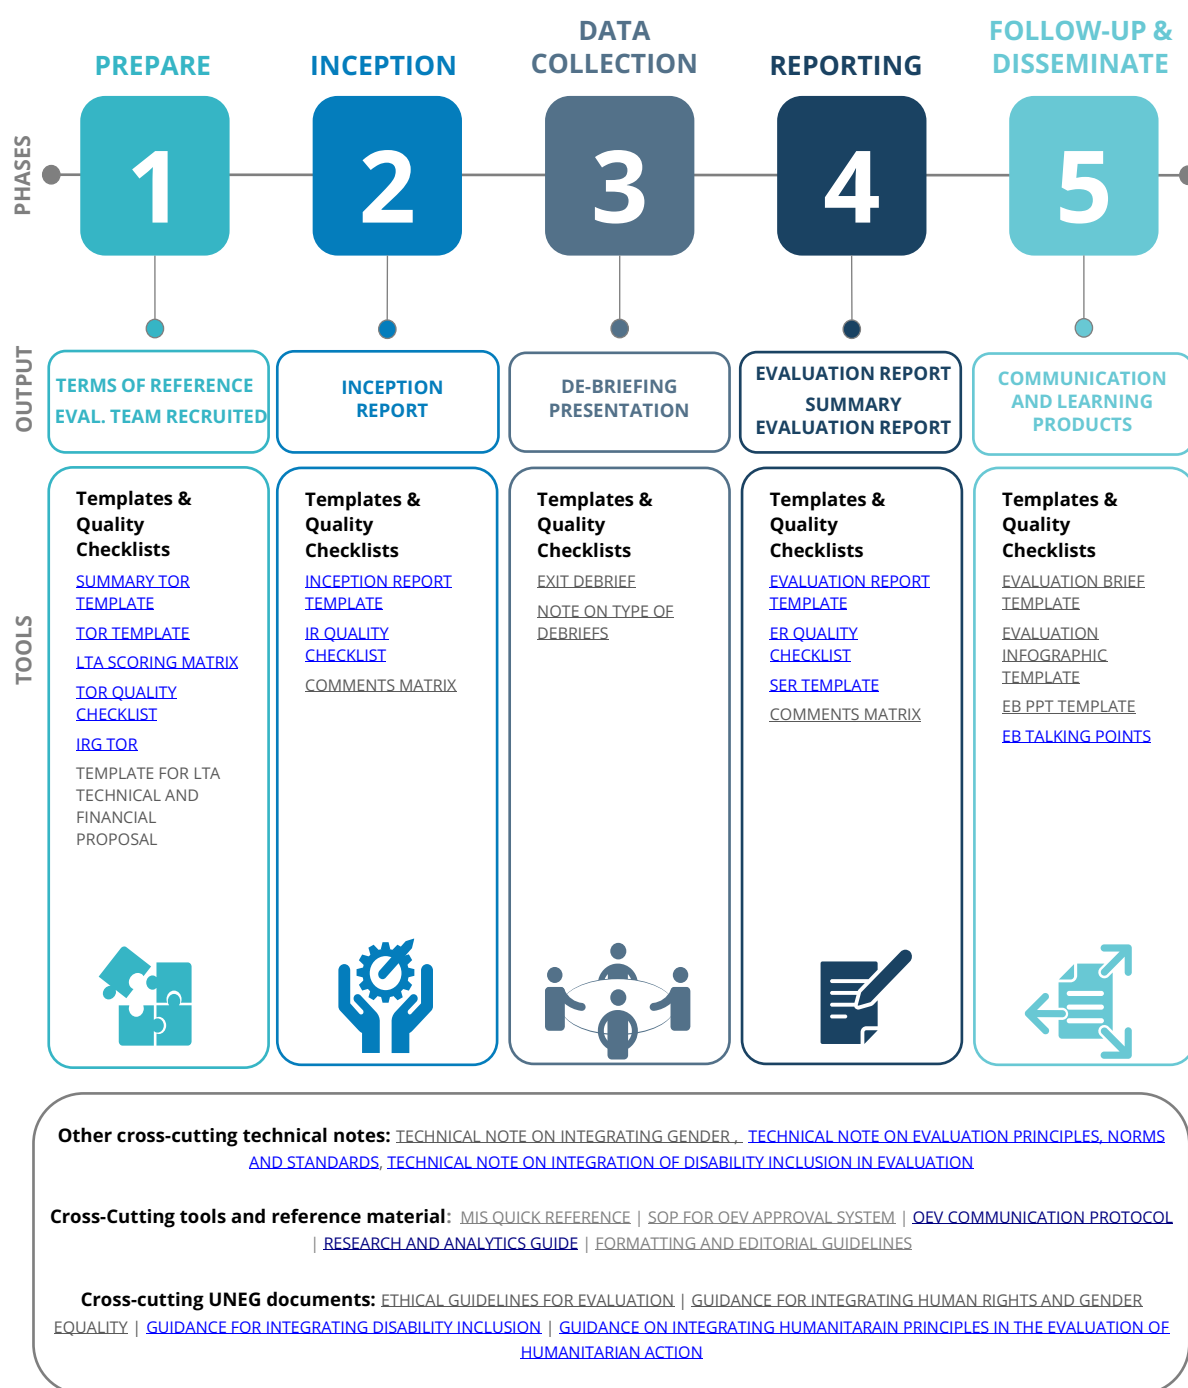 PREPARE
INCEPTION
DATA
COLLECTION
REPORTING
FOLLOW-UP &
DISSEMINATE
PHASES
1
2
3
4
5
OUTPUT
TERMS OF REFERENCE
EVAL. TEAM RECRUITED
INCEPTION
REPORT
DE-BRIEFING
PRESENTATION
EVALUATION REPORT
SUMMARY
EVALUATION REPORT
COMMUNICATION
AND LEARNING
PRODUCTS
TOOLS
Templates &
Quality
Checklists
SUMMARY TOR
TEMPLATE
TOR TEMPLATE
LTA SCORING MATRIX
TOR QUALITY
CHECKLIST
IRG TOR
TEMPLATE FOR LTA
TECHNICAL AND
FINANCIAL
PROPOSAL
Templates &
Quality
Checklists
INCEPTION REPORT
TEMPLATE
IR QUALITY
CHECKLIST
COMMENTS MATRIX
Templates &
Quality
Checklists
EXIT DEBRIEF
NOTE ON TYPE OF
DEBRIEFS
Templates &
Quality
Checklists
EVALUATION REPORT
TEMPLATE
ER QUALITY
CHECKLIST
SER TEMPLATE
COMMENTS MATRIX
Templates &
Quality
Checklists
EVALUATION BRIEF
TEMPLATE
EVALUATION
INFOGRAPHIC
TEMPLATE
EB PPT TEMPLATE
EB TALKING POINTS
Other cross-cutting technical notes: TECHNICAL NOTE ON INTEGRATING GENDER , TECHNICAL NOTE ON EVALUATION PRINCIPLES, NORMS
AND STANDARDS, TECHNICAL NOTE ON INTEGRATION OF DISABILITY INCLUSION IN EVALUATION
Cross-Cutting tools and reference material: MIS QUICK REFERENCE | SOP FOR OEV APPROVAL SYSTEM | OEV COMMUNICATION PROTOCOL
| RESEARCH AND ANALYTICS GUIDE | FORMATTING AND EDITORIAL GUIDELINES
Cross-cutting UNEG documents: ETHICAL GUIDELINES FOR EVALUATION | GUIDANCE FOR INTEGRATING HUMAN RIGHTS AND GENDER
EQUALITY | GUIDANCE FOR INTEGRATING DISABILITY INCLUSION | GUIDANCE ON INTEGRATING HUMANITARAIN PRINCIPLES IN THE EVALUATION OF
HUMANITARIAN ACTION